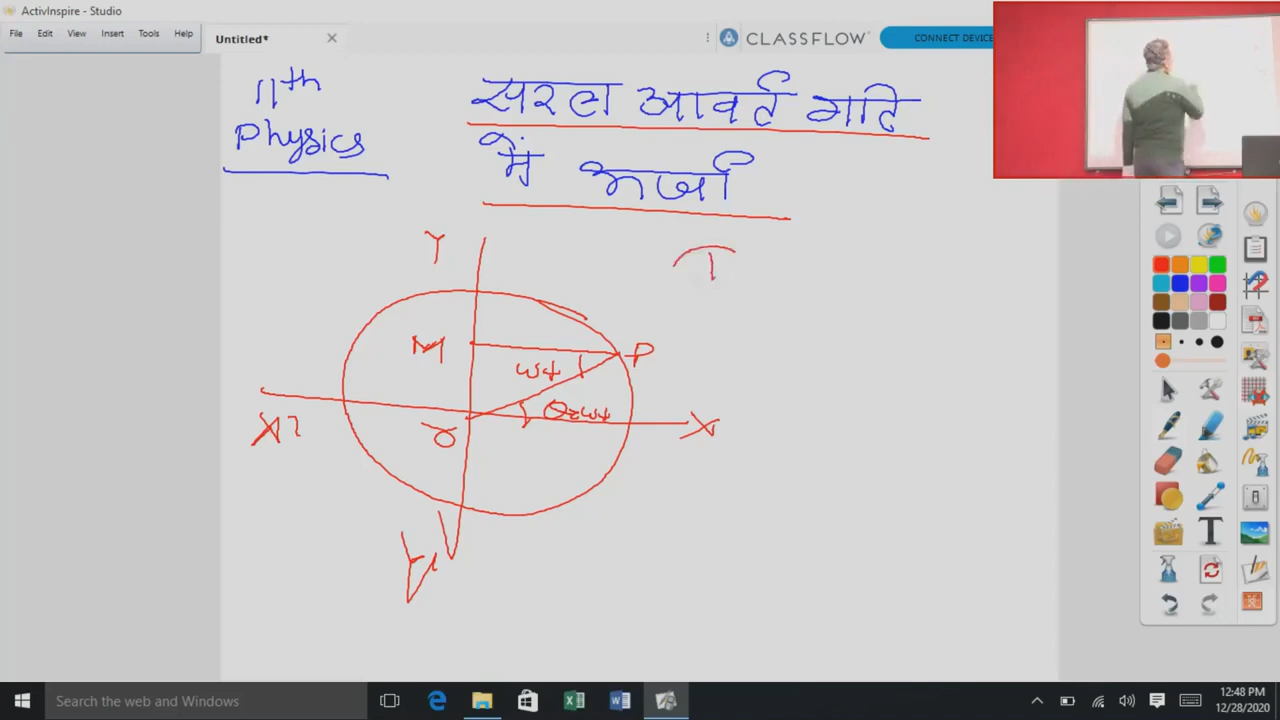 ActivInspire - Studio
File Edit View Insert Tools Help
Untitled*
CLASSFLOW
CONNECT DEVICE
11th
Physics
सरल आवर्त गति
में ऊर्जा
Y
M
P
ωt
θ=ωt
X'
O
X
Y'
T
Search the web and Windows
12:48 PM
12/28/2020